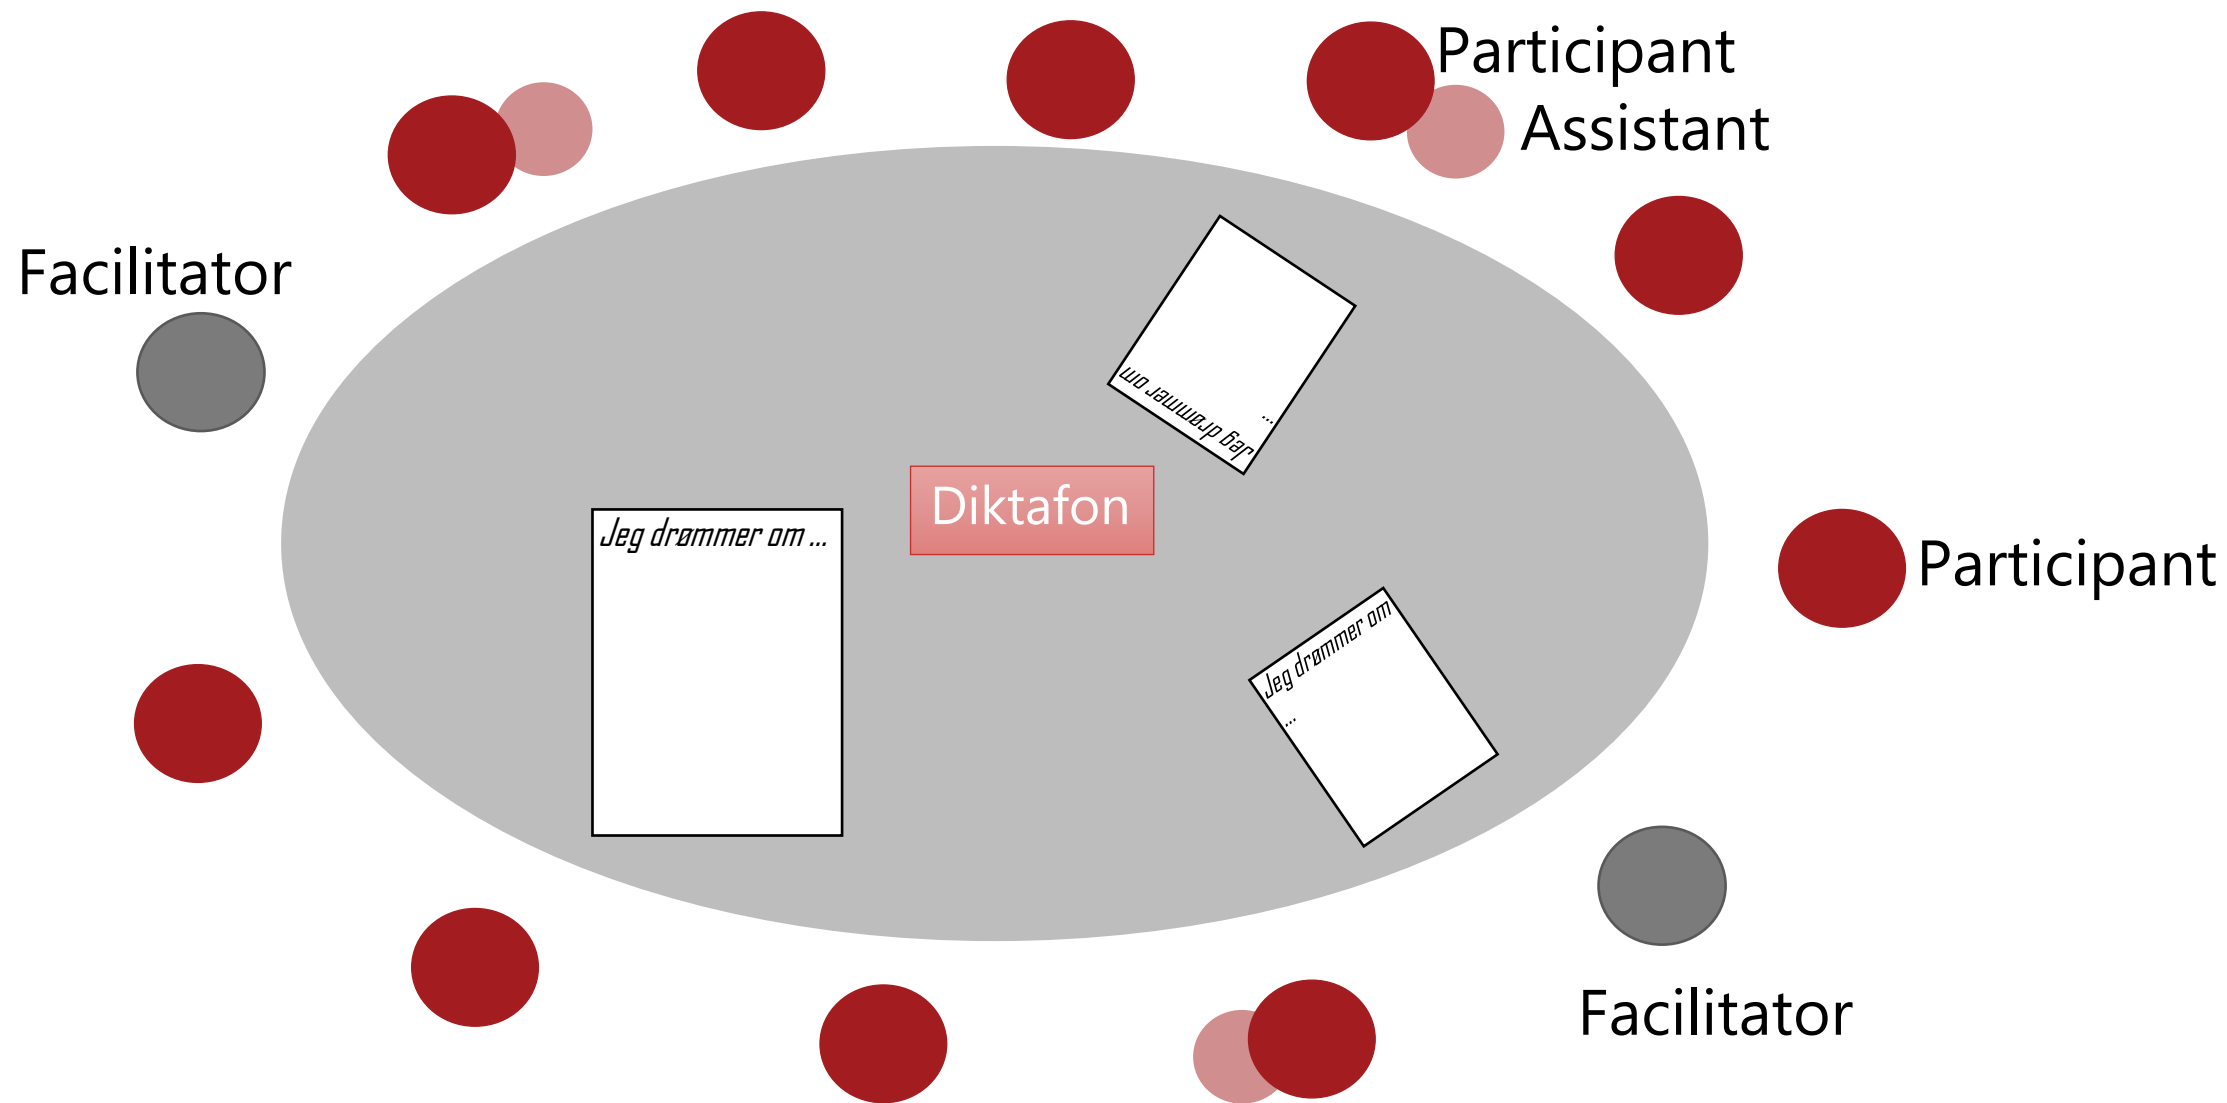 Participant
Assistant
Facilitator
Jeg drømmer om
...
Diktafon
Jeg drømmer om ...
Participant
Jeg drømmer om
...
Facilitator